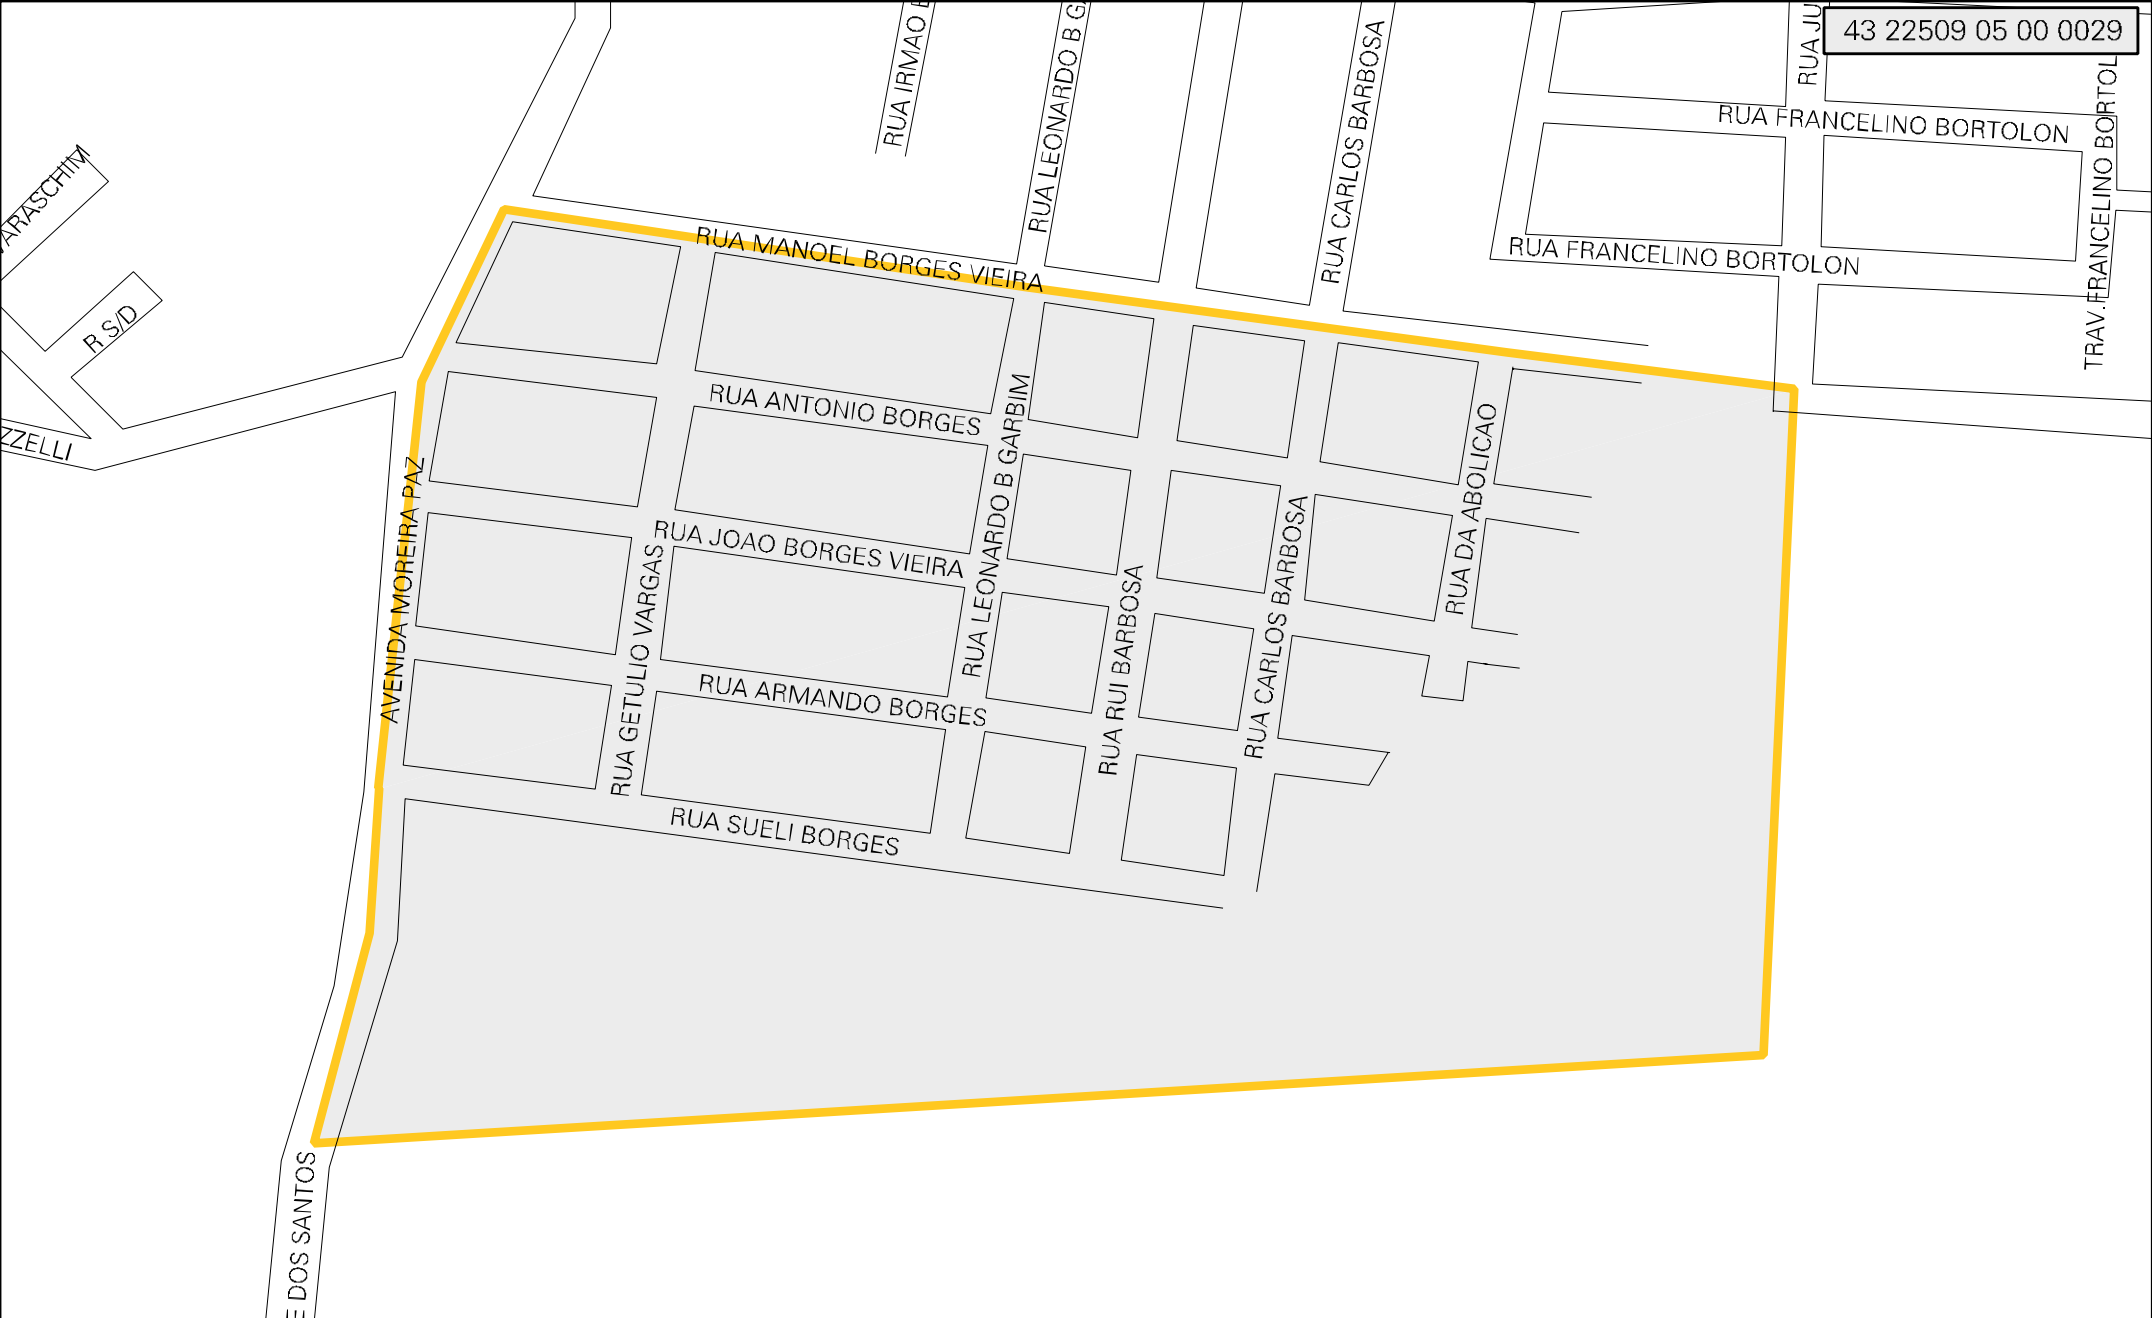 43 22509 05 00 0029
RUA IRMAO
RUA LEONARDO B
RUA CARLOS BARBOSA
RUA FRANCELINO BORTOLON
RUA FRANCELINO BORTOLON
TRAV.FRANCELINO BORTOL
ARASCHIM
R S/D
ZZELLI
RUA MANOEL BORGES VIEIRA
RUA ANTONIO BORGES
RUA LEONARDO B GARBIM
RUA DA ABOLICAO
AVENIDA MOREIRA PAZ
RUA JOAO BORGES VIEIRA
RUA GETULIO VARGAS
RUA RUI BARBOSA
RUA CARLOS BARBOSA
RUA ARMANDO BORGES
RUA SUELI BORGES
E DOS SANTOS